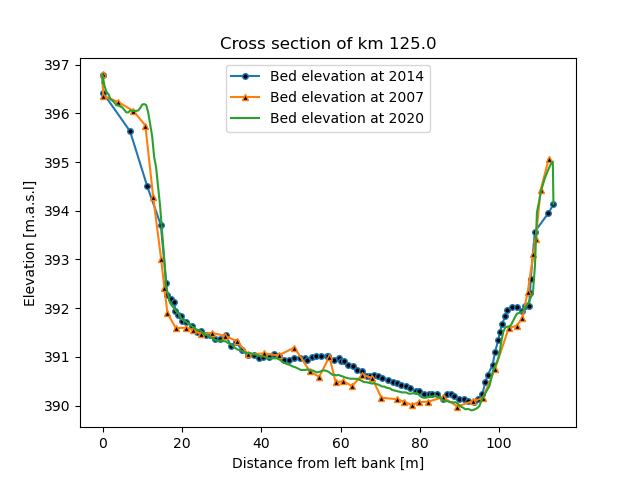 Cross section of km 125.0
Bed elevation at 2014
Bed elevation at 2007
Bed elevation at 2020
Elevation [m.a.s.l]
397
396
395
394
393
392
391
390
0 20 40 60 80 100
Distance from left bank [m]